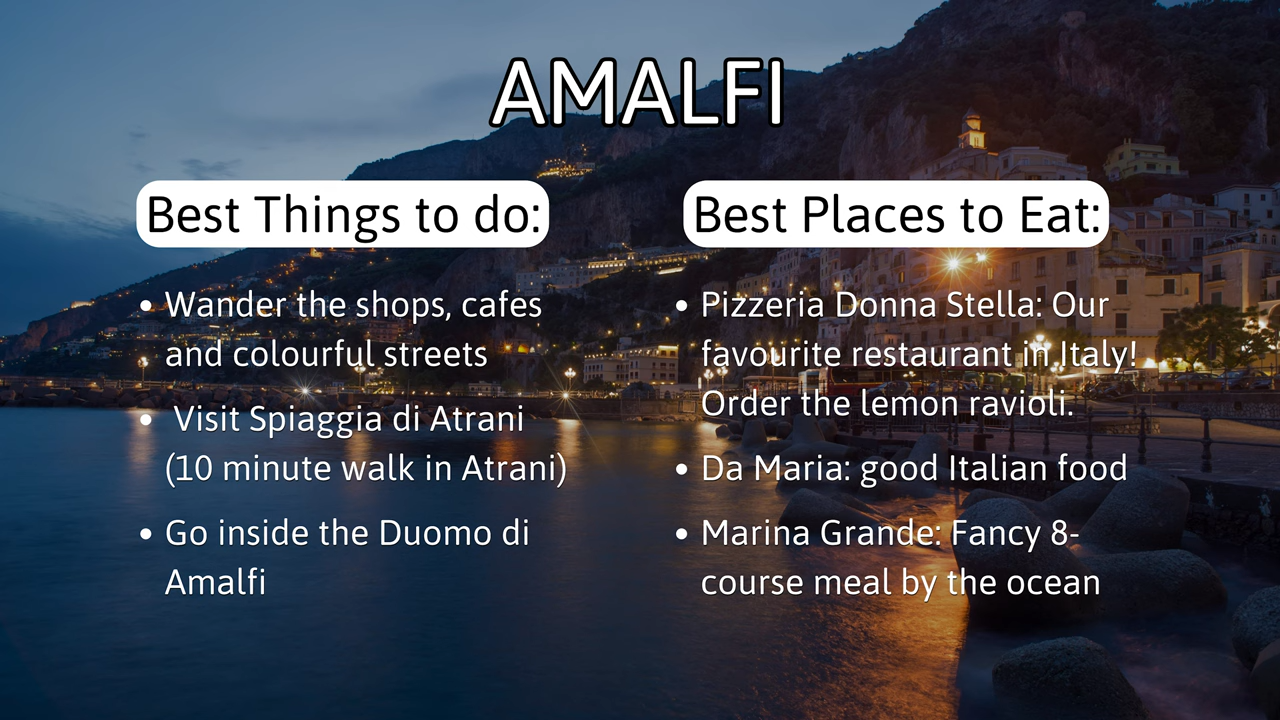 AMALFI
Best Things to do:
• Wander the shops, cafes
and colourful streets
• Visit Spiaggia di Atrani
(10 minute walk in Atrani)
• Go inside the Duomo di
Amalfi
Best Places to Eat:
• Pizzeria Donna Stella: Our
favourite restaurant in Italy!
Order the lemon ravioli.
• Da Maria: good Italian food
• Marina Grande: Fancy 8-
course meal by the ocean